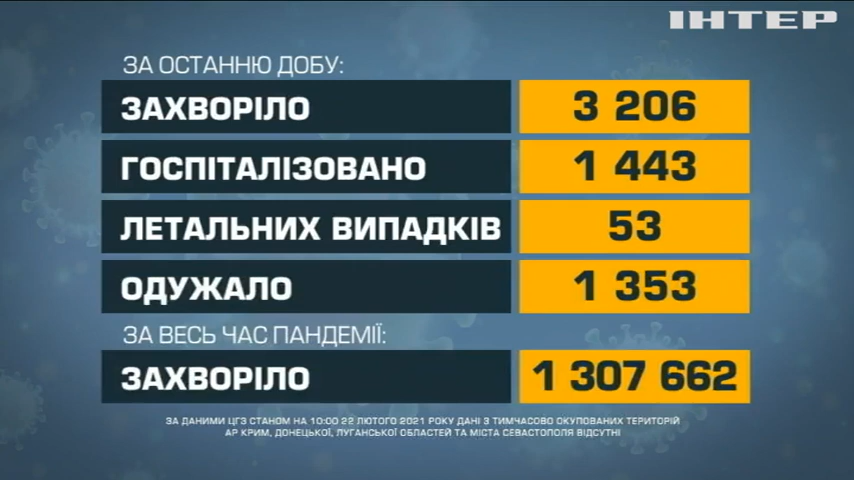 ІНТЕР
ЗА ОСТАННЮ ДОБУ:
ЗАХВОРІЛО 3 206
ГОСПІТАЛІЗОВАНО 1 443
ЛЕТАЛЬНИХ ВИПАДКІВ 53
ОДУЖАЛО 1 353
ЗА ВЕСЬ ЧАС ПАНДЕМІЇ:
ЗАХВОРІЛО 1 307 662
ЗА ДАНИМИ ЦГЗ СТАНОМ НА 10:00 22 ЛЮТОГО 2021 РОКУ ДАНІ З ТИМЧАСОВО ОКУПОВАНИХ ТЕРИТОРІЙ
АР КРИМ, ДОНЕЦЬКОЇ, ЛУГАНСЬКОЇ ОБЛАСТЕЙ ТА МІСТА СЕВАСТОПОЛЯ ВІДСУТНІ